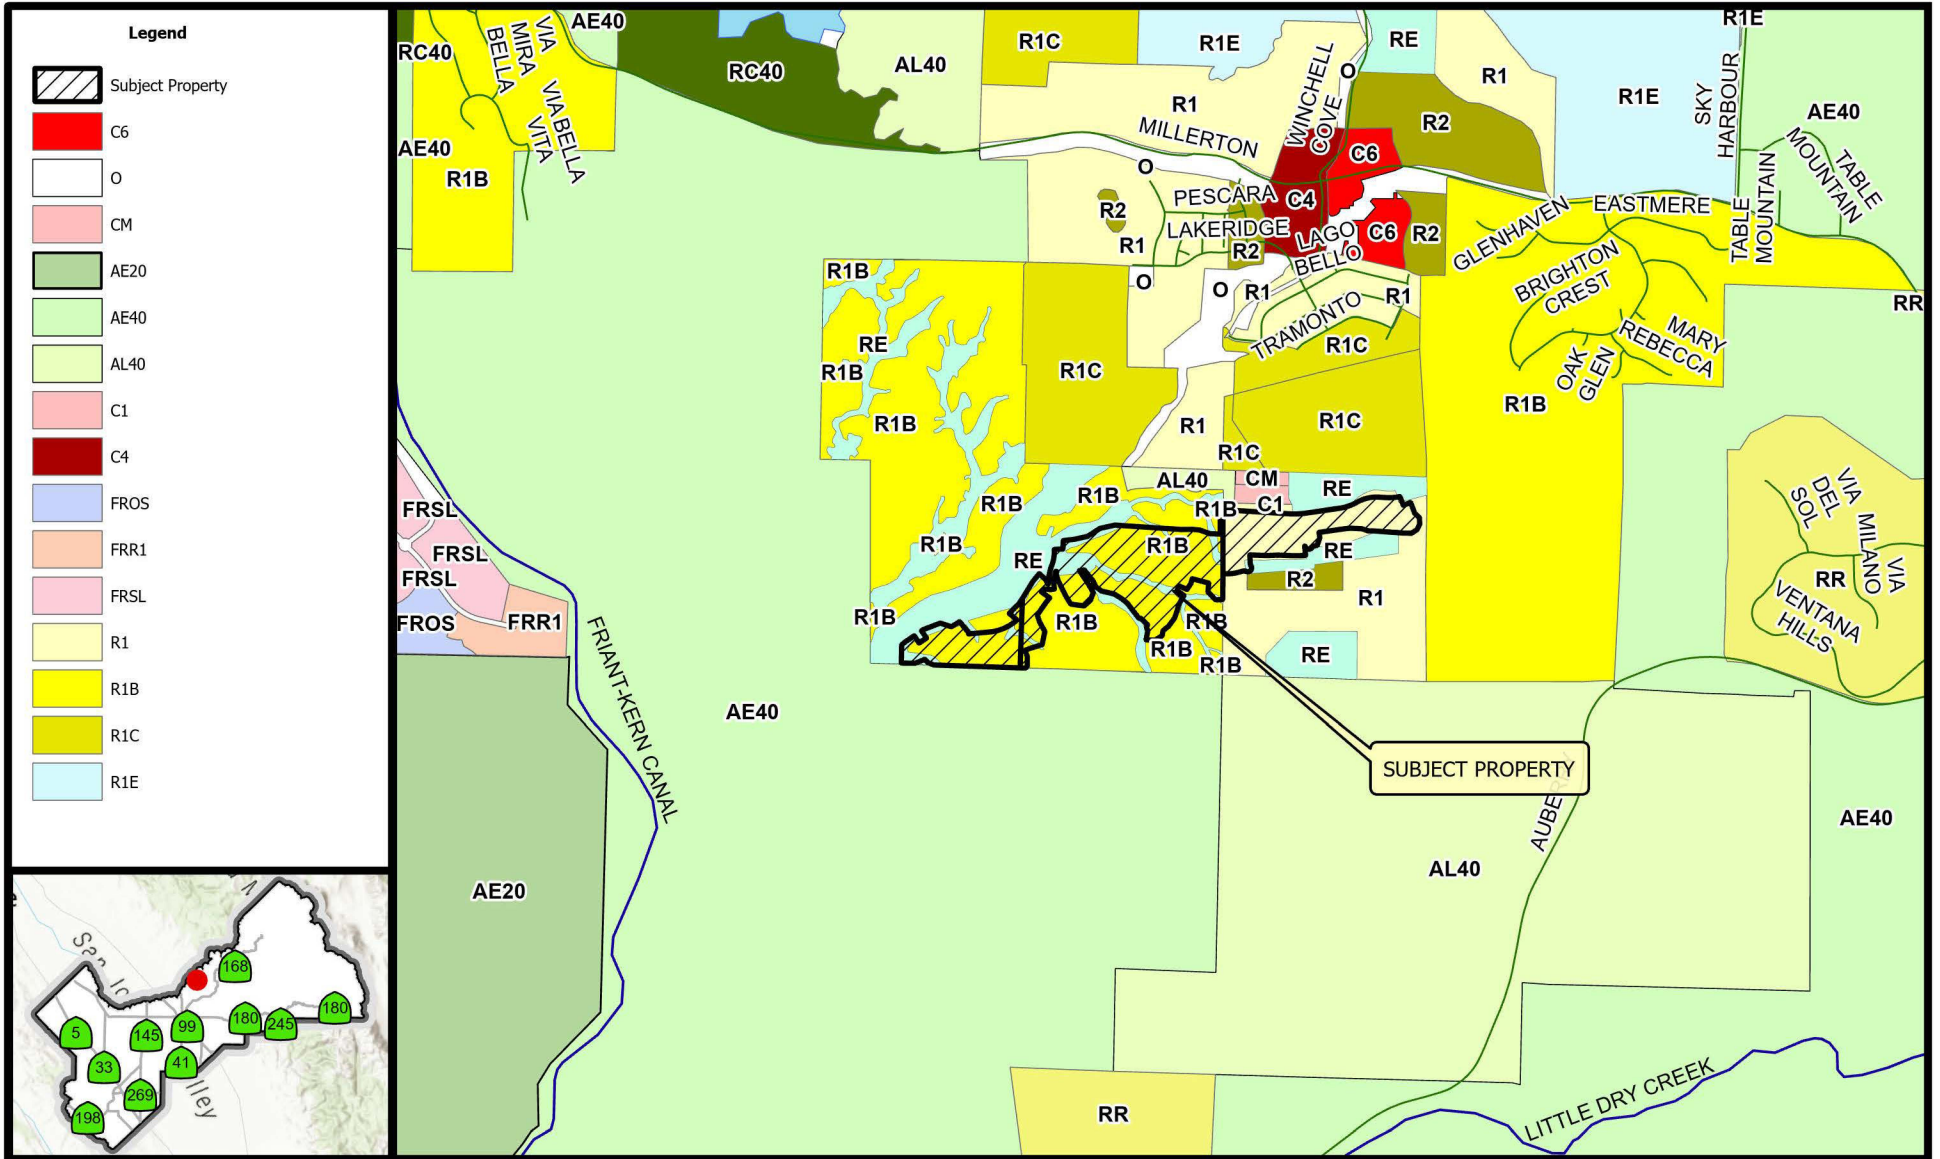 Legend
Subject Property
C6
O
CM
AE20
AE40
AL40
C1
C4
FROS
FRR1
FRSL
R1
R1B
R1C
R1E
168
180
245
180
99
145
5
33
41
269
198
RC40
VIA
MIRA
BELLA
AE40
VIA BELLA
VITA
AE40
R1B
RC40
AL40
R1C
R1E
RE
R1E
R1
O
WINCHELL
COVE
R1
R1E
SKY
HARBOUR
AE40
MILLERTON
R2
C6
TABLE
MOUNTAIN
O
PESCARA
C4
R2
LAKERIDGE
R1
R2
LAGO
BELLO
C6
R2
GLENHAVEN
EASTMERE
TABLE
MOUNTAIN
R1B
O
O
R1
R1
BRIGHTON
CREST
RR
RE
TRAMONTO
R1C
MARY
REBECCA
OAK
GLEN
R1B
R1C
R1B
R1B
R1
R1C
R1C
AL40
CM
RE
FRSL
R1B
R1B
R1B
C1
VIA
DEL
SOL
VIA
MILANO
VIA
FRSL
R1B
RE
R1B
RE
FRSL
R2
RR
R1
FROS
FRR1
R1B
R1B
R1B
VENTANA
HILLS
R1B
R1B
RE
FRIANT-KERN CANAL
AE40
SUBJECT PROPERTY
AE40
AL40
AE20
RR
LITTLE DRY CREEK